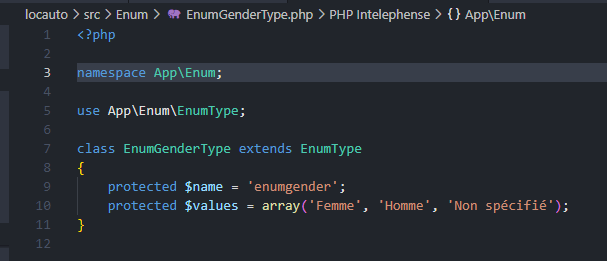 locauto > src > Enum > EnumGenderType.php > PHP Intelephense > {} App\Enum
1 <?php
2
3 namespace App\Enum;
4
5 use App\Enum\EnumType;
6
7 class EnumGenderType extends EnumType
8 {
9 protected $name = 'enumgender';
10 protected $values = array('Femme', 'Homme', 'Non spécifié');
11 }
12